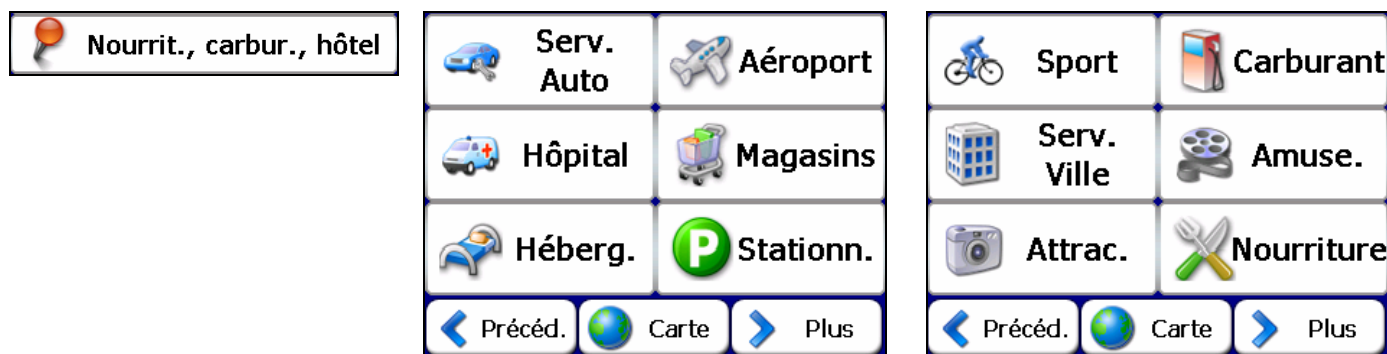 Nourrit., carbur., hôtel
Serv.
Auto
Aéroport
Hôpital
Magasins
Héberg.
P
Stationn.
Précéd.
Carte
Plus
Sport
Carburant
Serv.
Ville
Amuse.
Attrac.
Nourriture
Précéd.
Carte
Plus